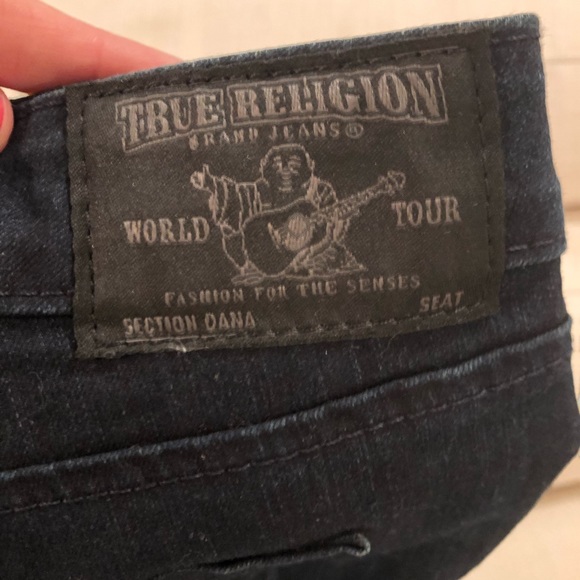 TRUE RELIGION
BRAND JEANS®
WORLD TOUR
FASHION FOR THE SENSES
SECTION DANA SEAT